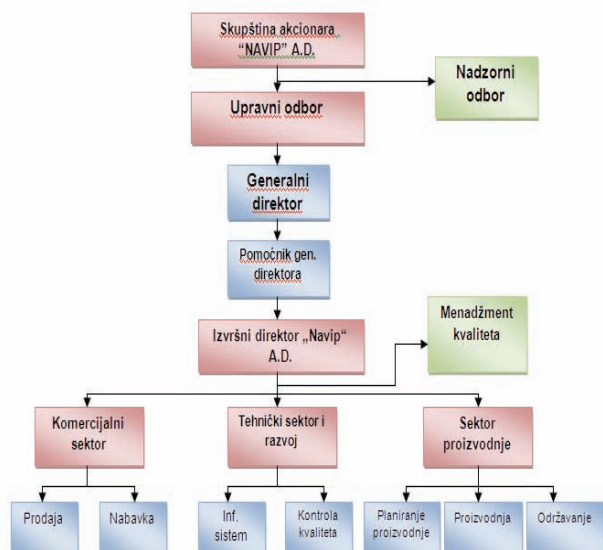 Skupština akcionara
“NAVIP” A.D.
Nadzorni
odbor
Upravni odbor
Generalni
direktor
Pomoćnik gen.
direktora
Izvršni direktor „Navip“
A.D.
Menadžment
kvaliteta
Komercijalni
sektor
Tehnički sektor i
razvoj
Sektor
proizvodnje
Prodaja
Nabavka
Inf.
sistem
Kontrola
kvaliteta
Planiranje
proizvodnje
Proizvodnja
Održavanje